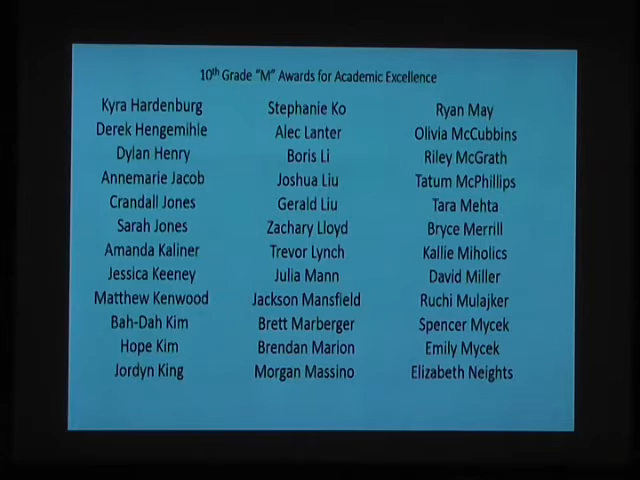 10th Grade "M" Awards for Academic Excellence
Kyra Hardenburg
Derek Hengemihle
Dylan Henry
Annemarie Jacob
Crandall Jones
Sarah Jones
Amanda Kaliner
Jessica Keeney
Matthew Kenwood
Bah-Dah Kim
Hope Kim
Jordyn King
Stephanie Ko
Alec Lanter
Boris Li
Joshua Liu
Gerald Liu
Zachary Lloyd
Trevor Lynch
Julia Mann
Jackson Mansfield
Brett Marberger
Brendan Marion
Morgan Massino
Ryan May
Olivia McCubbins
Riley McGrath
Tatum McPhillips
Tara Mehta
Bryce Merrill
Kallie Miholics
David Miller
Ruchi Mulajker
Spencer Mycek
Emily Mycek
Elizabeth Neights